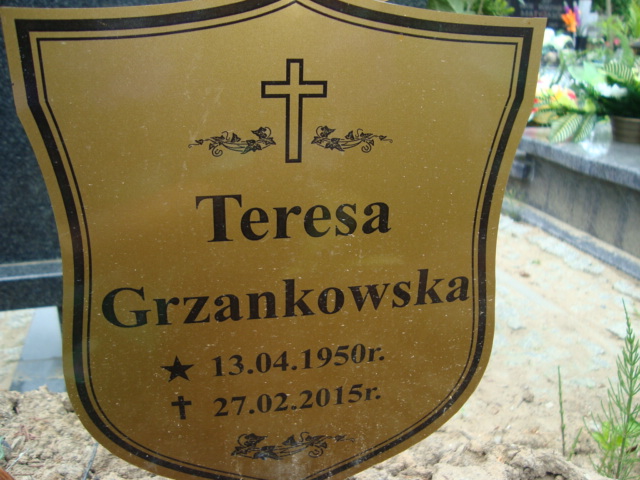 Teresa
Grzankowska
★ 13.04.1950r.
✝ 27.02.2015r.